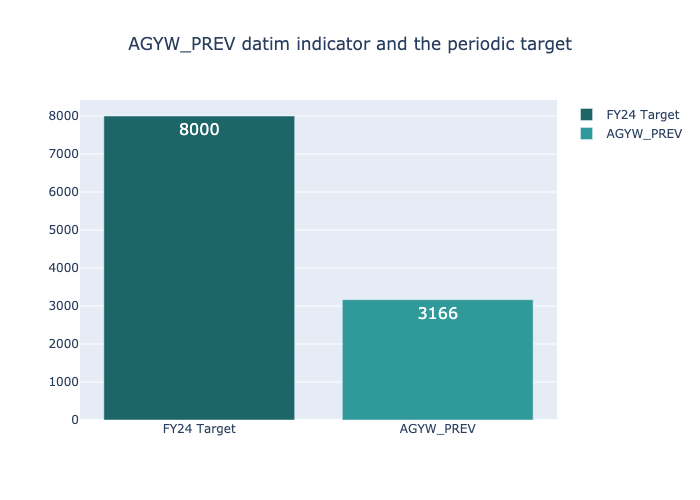 AGYW_PREV datim indicator and the periodic target
8000
7000
6000
5000
4000
3000
2000
1000
0
8000
3166
FY24 Target
AGYW_PREV
FY24 Target
AGYW_PREV